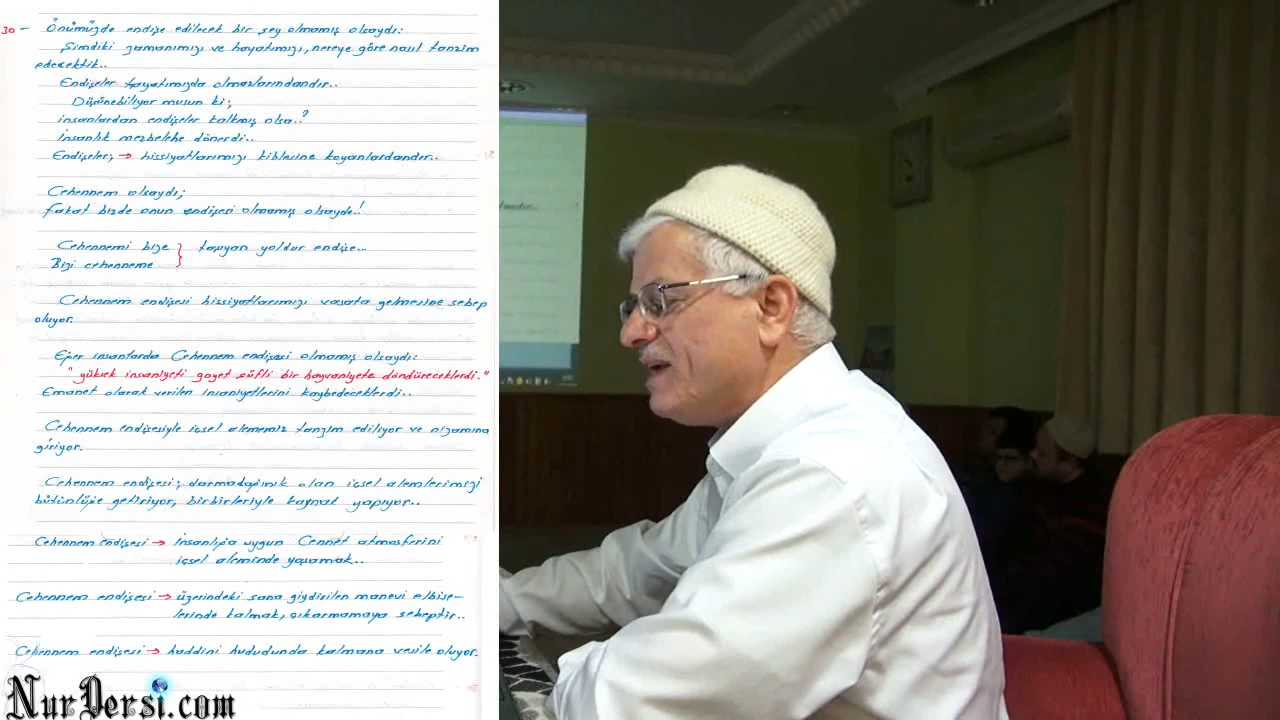 30 - Önümüzde endişe edilecek bir şey olmamış olsaydı:
Şimdiki zamanımızı ve hayatımızı, nereye göre nasıl tanzim
edecektik..
Endişeler hayatımızda olmazlarındandır..
Düşünebiliyor musun ki;
insanlardan endişeler kalkmış olsa..?
İnsanlık mezbelehe dönerdi..
Endişeler; → hissiyatlarımızı kıblesine koyanlardandır..
Cehennem olsaydı;
fakat bizde onun endişesi olmamış olsaydı..!
Cehennemi bize } taşıyan yoldur endişe...
Bizi cehenneme
Cehennem endişesi hissiyatlarımızı vasata gelmesine sebep
oluyor.
Eğer insanlarda Cehennem endişesi olmamış olsaydı:
"yüksek insaniyeti gayet süfli bir hayvaniyete döndüreceklerdi."
Emanet olarak verilen insaniyetlerini kaybedeceklerdi..
Cehennem endişesiyle içsel alemimiz tanzim ediliyor ve nizamına
giriyor.
Cehennem endişesi; darmadağınık olan içsel alemlerimizi
bütünlüğe getiriyor, birbirleriyle kaynak yapıyor..
Cehennem endişesi → İnsanlığa uygun Cennet atmosferini
içsel aleminde yaşamak..
Cehennem endişesi → üzerindeki sana giydirilen manevi elbise-
lerinde kalmak, çıkarmamaya sebeptir..
Cehennem endişesi → haddini hududunda kalmana vesile oluyor.
NurDersi.com